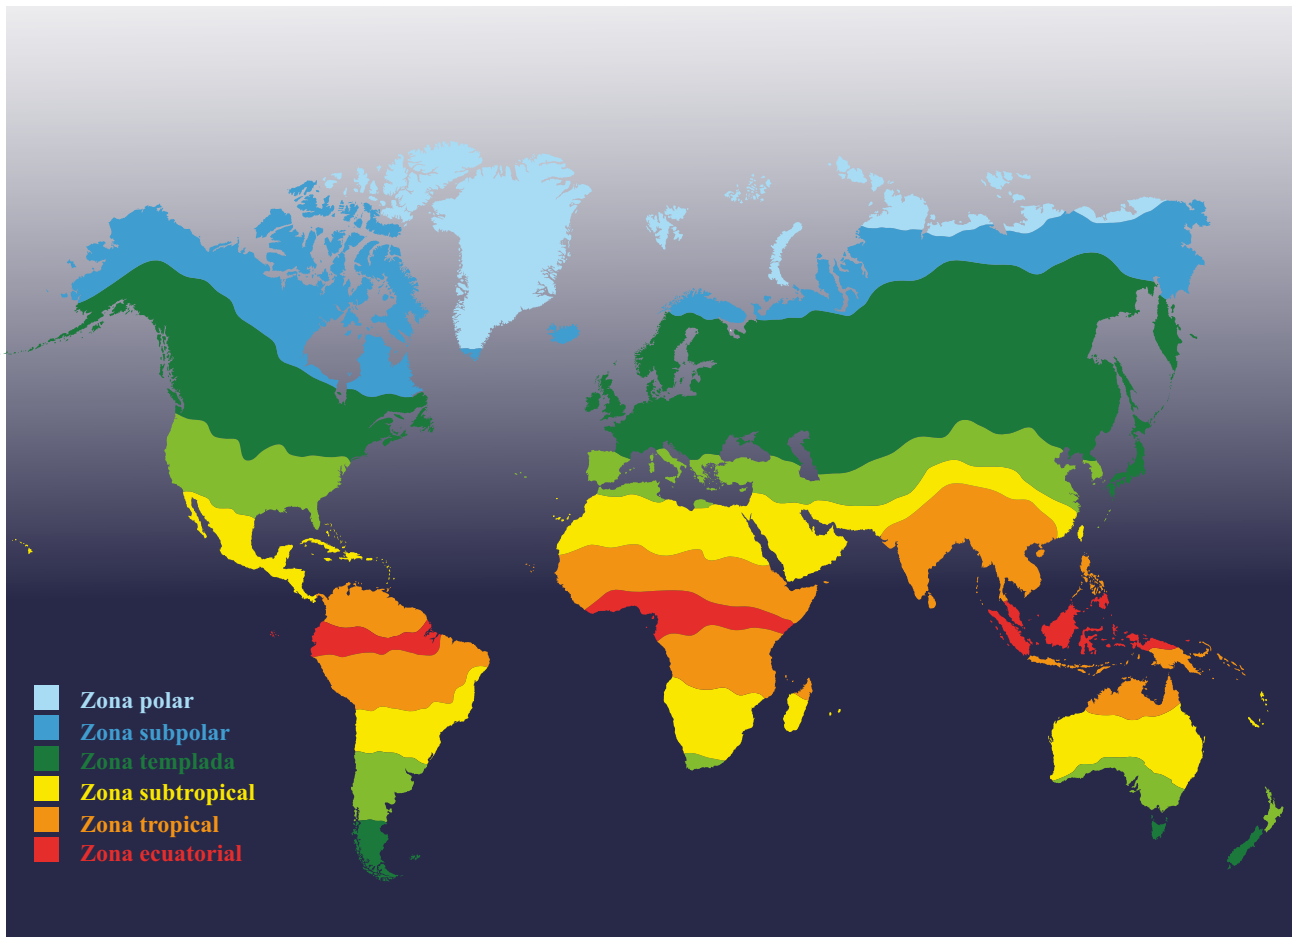 Zona polar
Zona subpolar
Zona templada
Zona subtropical
Zona tropical
Zona ecuatorial